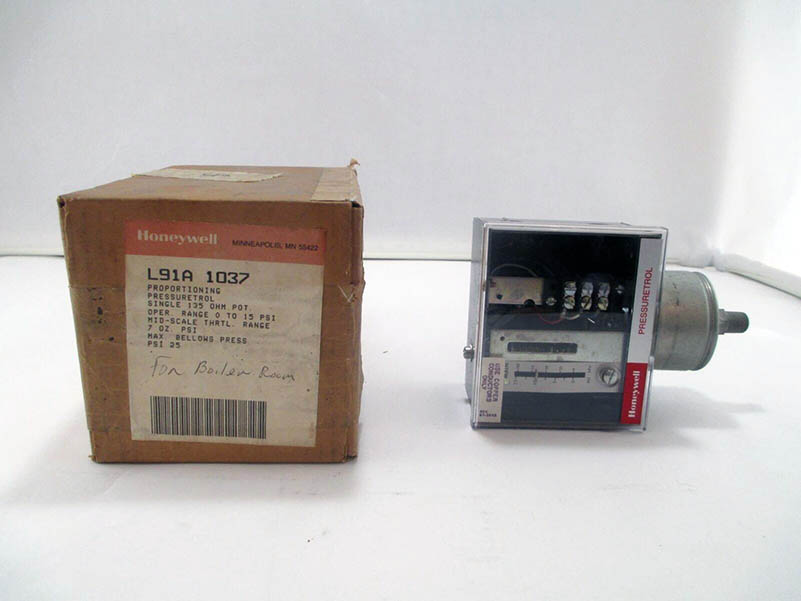 Honeywell MINNEAPOLIS, MN 55422
L91A 1037
PROPORTIONING
PRESSURETROL
SINGLE 135 OHM POT
OPER. RANGE 0 TO 15 PSI
MID-SCALE THRTL. RANGE
7 OZ. PSI
MAX. BELLOWS PRESS
PSI 25
For Boiler Room
PRESSURETROL
Honeywell
USE COPPER
CONDUCTORS
ONLY